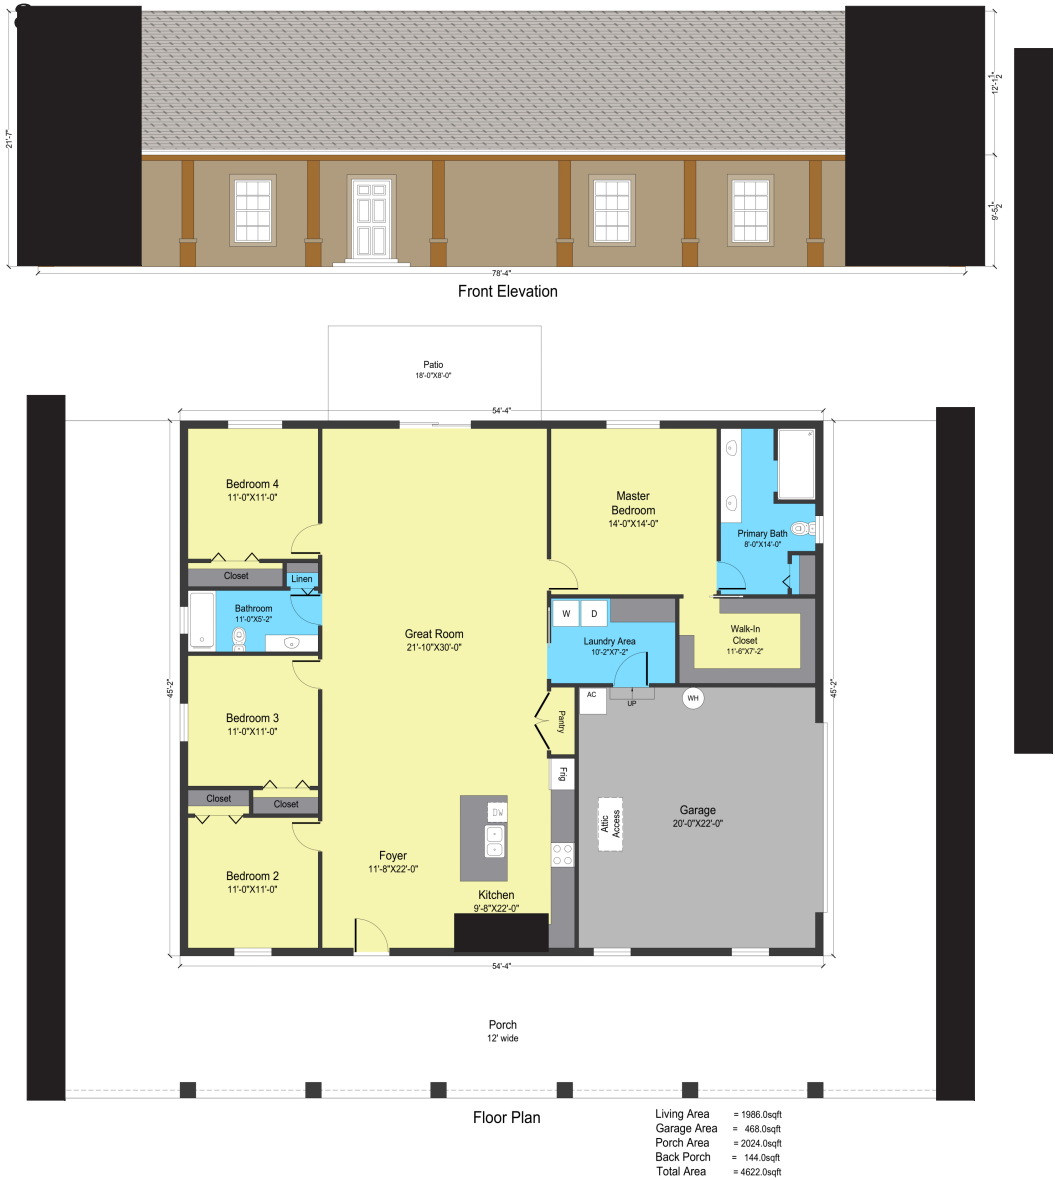 21'-7"
12'-1½"
9'-5½"
78'-4"
Front Elevation
Patio
18'-0"X8'-0"
54'-4"
Bedroom 4
11'-0"X11'-0"
Master
Bedroom
14'-0"X14'-0"
Primary Bath
8'-0"X14'-0"
Closet
Linen
Bathroom
11'-0"X5'-2"
W
D
Great Room
21'-10"X30'-0"
Laundry Area
10'-2"X7'-2"
Walk-In
Closet
11'-6"X7'-2"
45'-2"
45'-2"
AC
UP
WH
Bedroom 3
11'-0"X11'-0"
Pantry
Frig
Closet
Closet
DW
Attic
Access
Garage
20'-0"X22'-0"
Foyer
11'-8"X22'-0"
Bedroom 2
11'-0"X11'-0"
Kitchen
9'-8"X22'-0"
54'-4"
Porch
12' wide
Floor Plan
Living Area = 1986.0sqft
Garage Area = 468.0sqft
Porch Area = 2024.0sqft
Back Porch = 144.0sqft
Total Area = 4622.0sqft